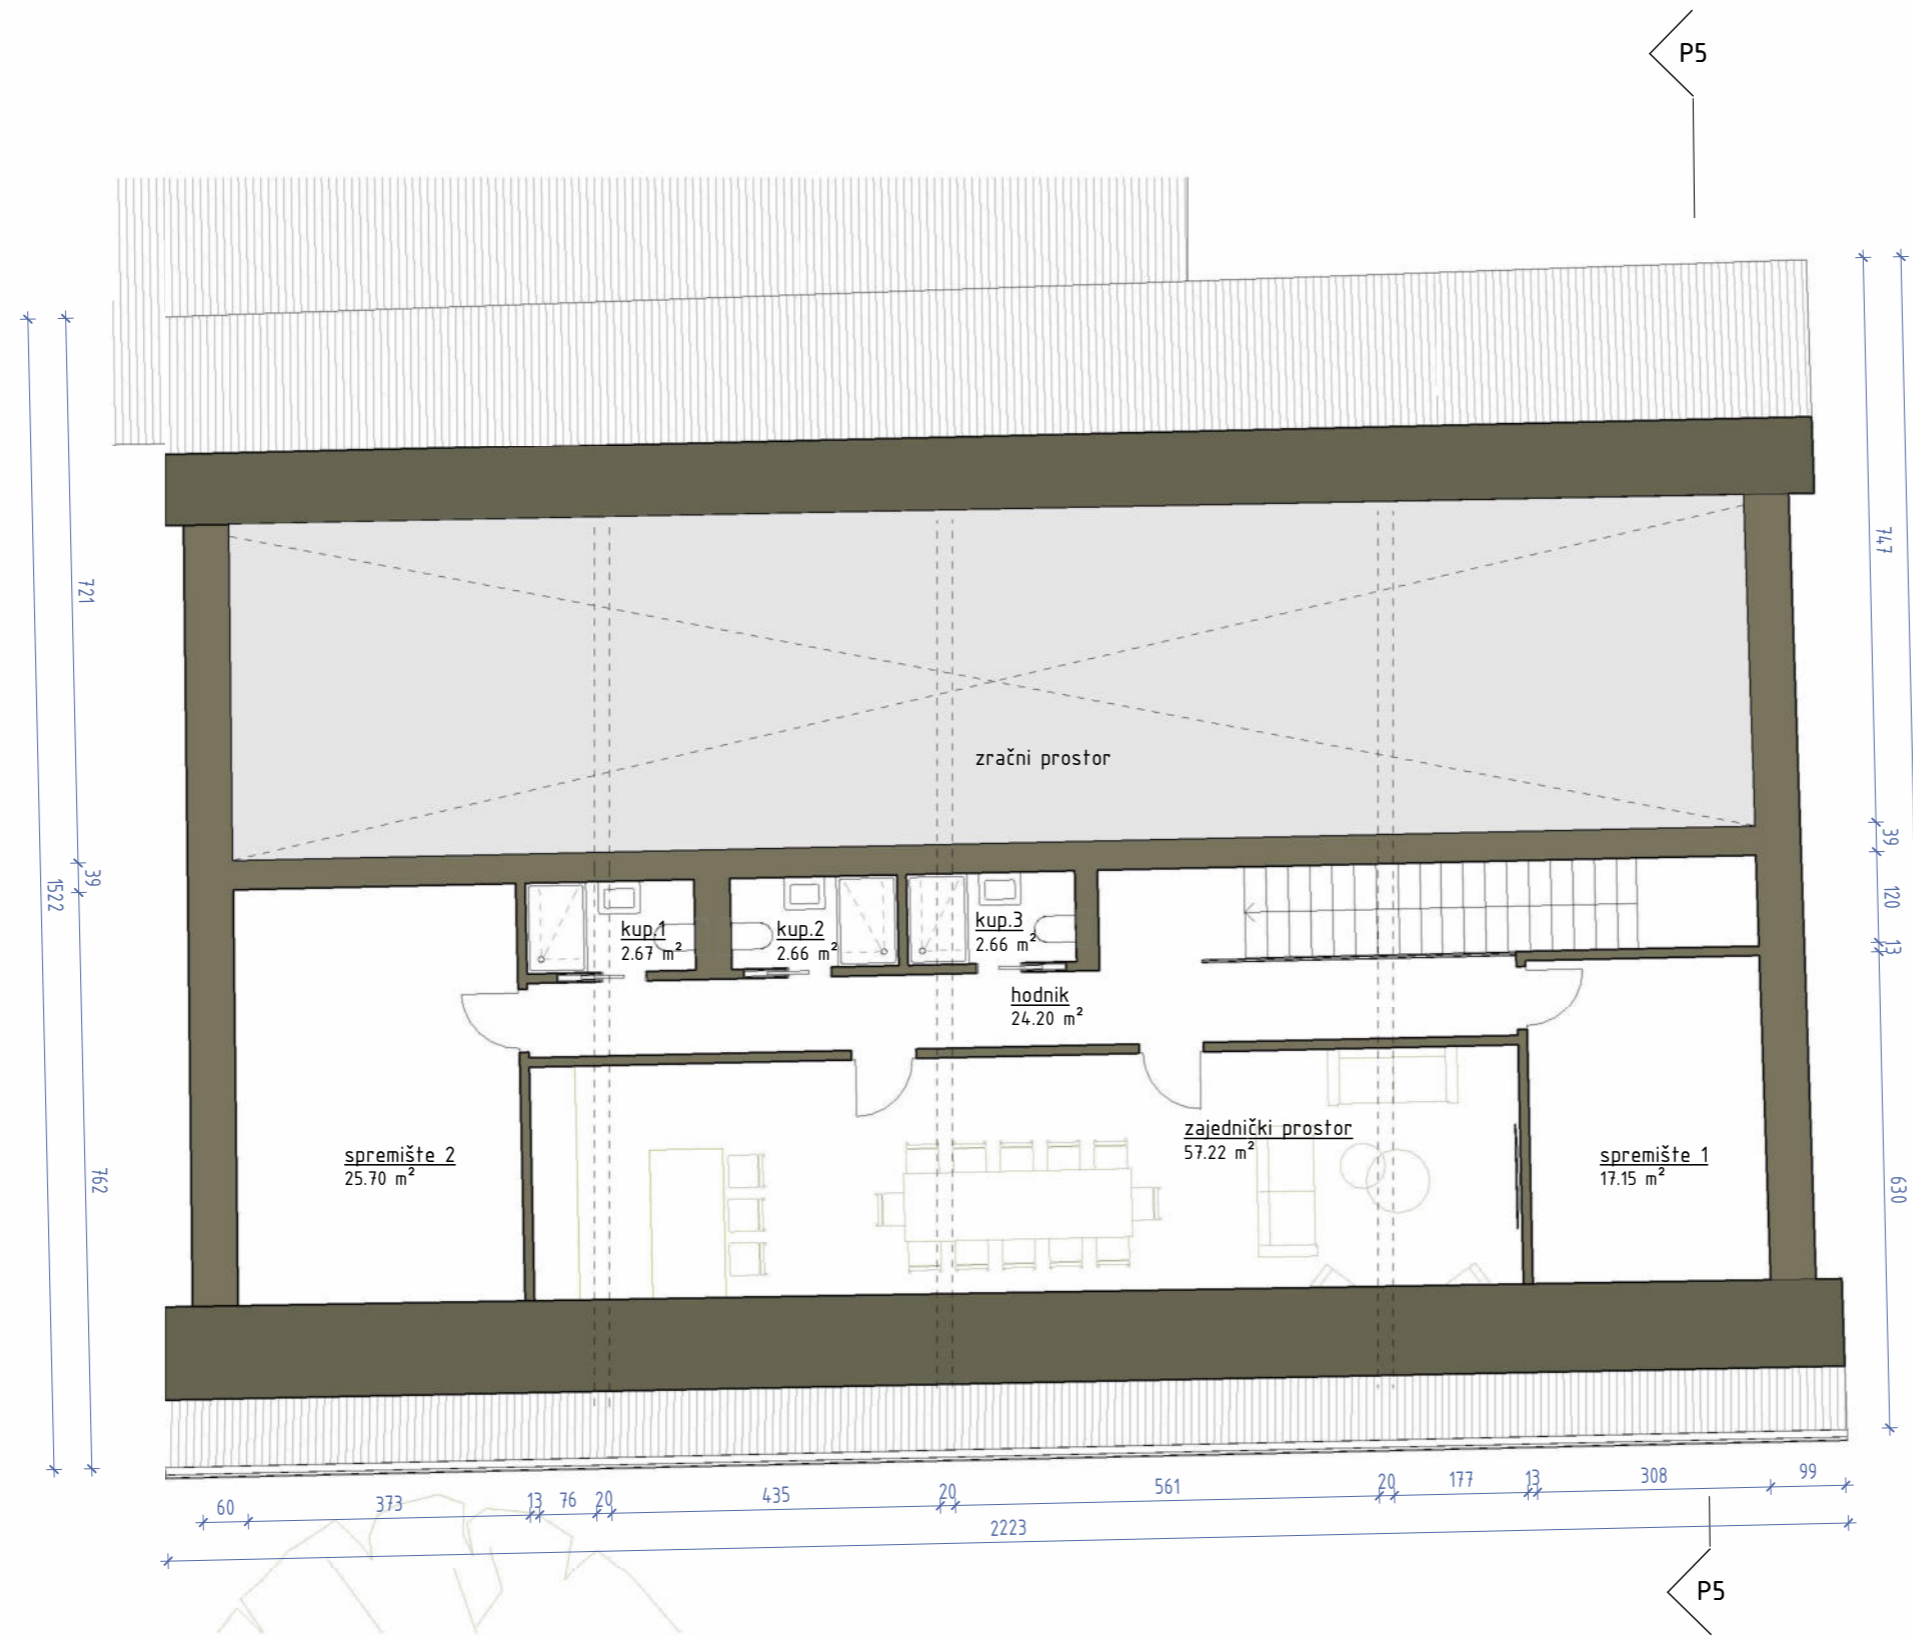 P5
747
721
zračni prostor
39
39
1522
120
13
kup.1
2.67 m²
kup.2
2.66 m²
kup.3
2.66 m²
hodnik
24.20 m²
zajednički prostor
57.22 m²
spremište 2
25.70 m²
spremište 1
17.15 m²
762
630
60
373
13
76
20
435
20
561
20
177
13
308
99
2223
P5